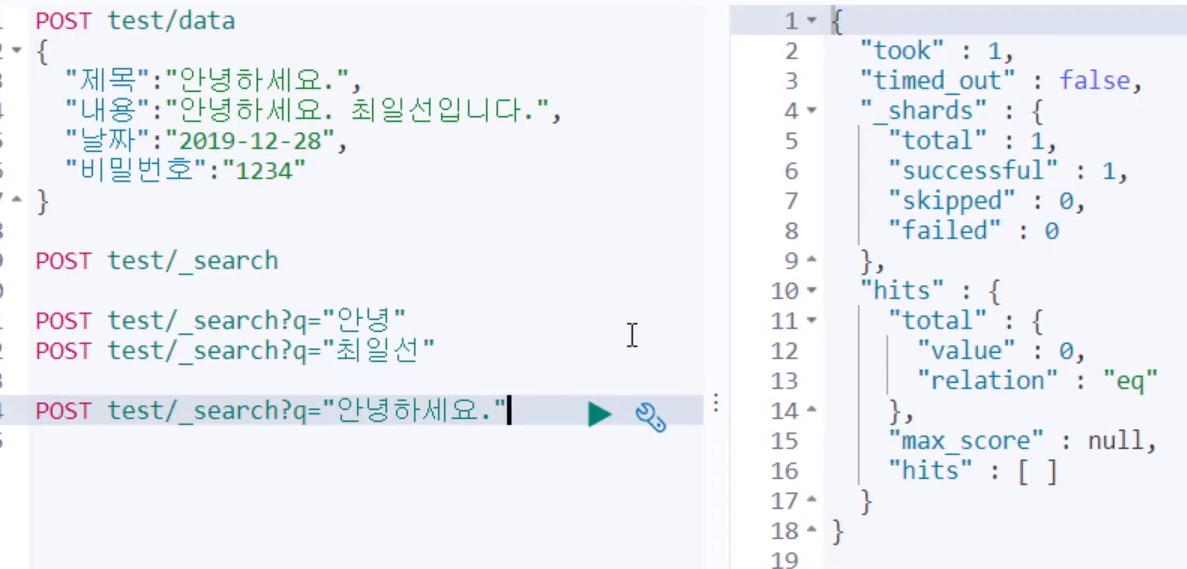 POST test/data
{
"제목":"안녕하세요.",
"내용":"안녕하세요. 최일선입니다.",
"날짜":"2019-12-28",
"비밀번호":"1234"
}
POST test/_search
POST test/_search?q="안녕"
POST test/_search?q="최일선"
POST test/_search?q="안녕하세요."
1 {
2 "took" : 1,
3 "timed_out" : false,
4 "_shards" : {
5 "total" : 1,
6 "successful" : 1,
7 "skipped" : 0,
8 "failed" : 0
9 },
10 "hits" : {
11 "total" : {
12 "value" : 0,
13 "relation" : "eq"
14 },
15 "max_score" : null,
16 "hits" : [ ]
17 }
18 }
19